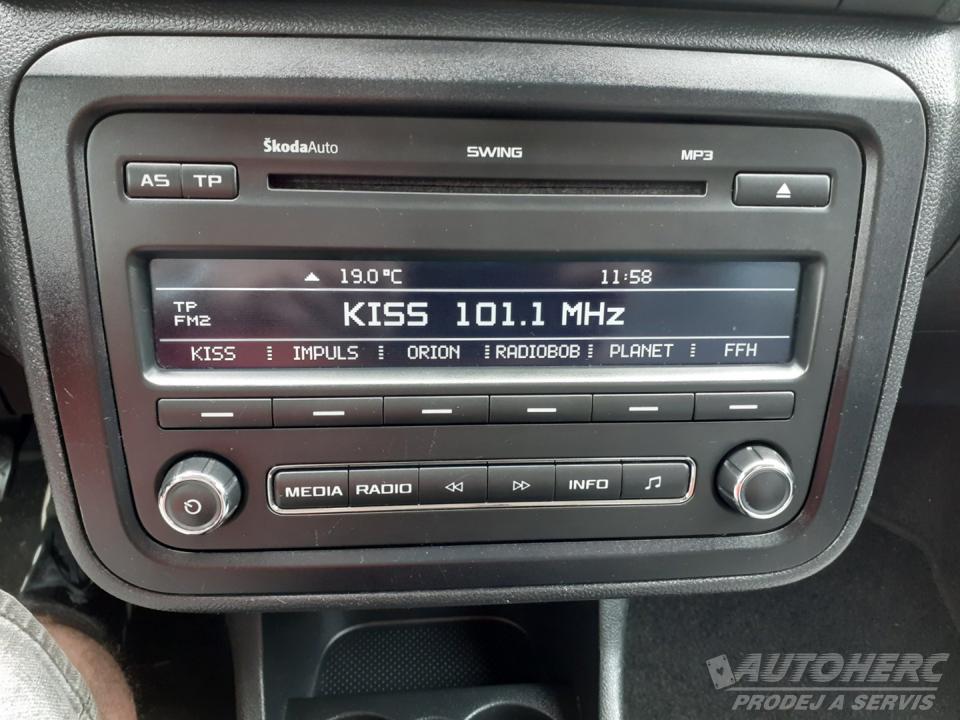 ŠkodaAuto SWING MP3
AS TP
19.0°C 11:58
TP
FM2
KISS 101.1 MHz
KISS IMPULS ORION RADIOBOB PLANET FFH
MEDIA RADIO INFO
AUTOHERC
PRODEJ A SERVIS